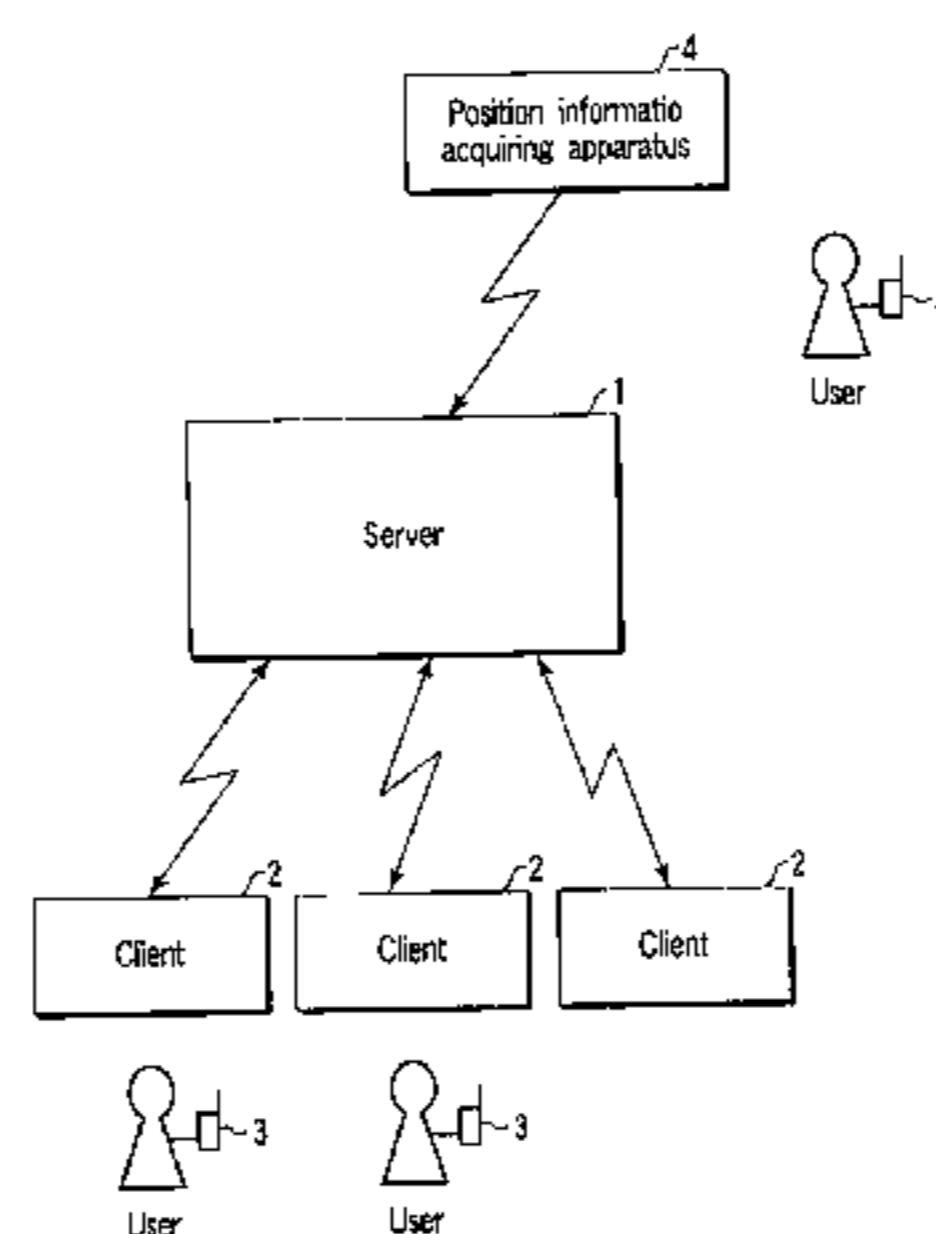 4
Position informatio
acquiring apparatus
User
1
Server
2
2
2
Client
Client
Client
3
3
User
User